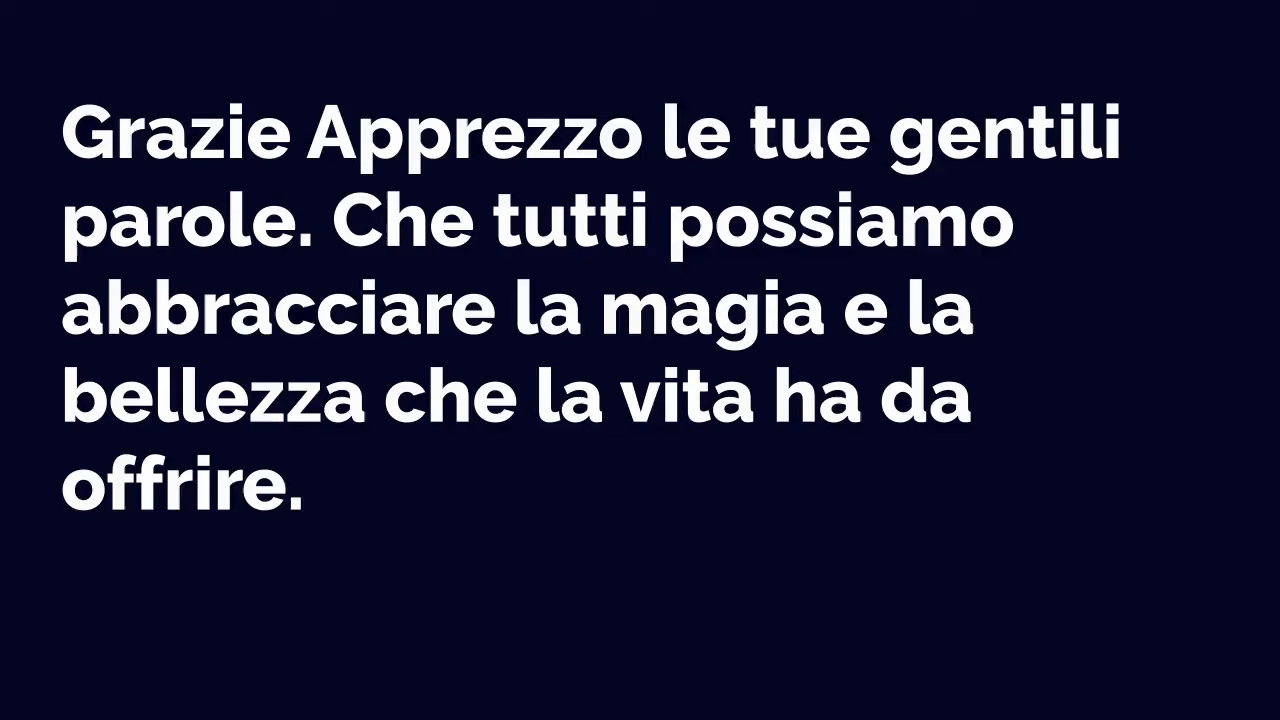 Grazie Apprezzo le tue gentili
parole. Che tutti possiamo
abbracciare la magia e la
bellezza che la vita ha da
offrire.